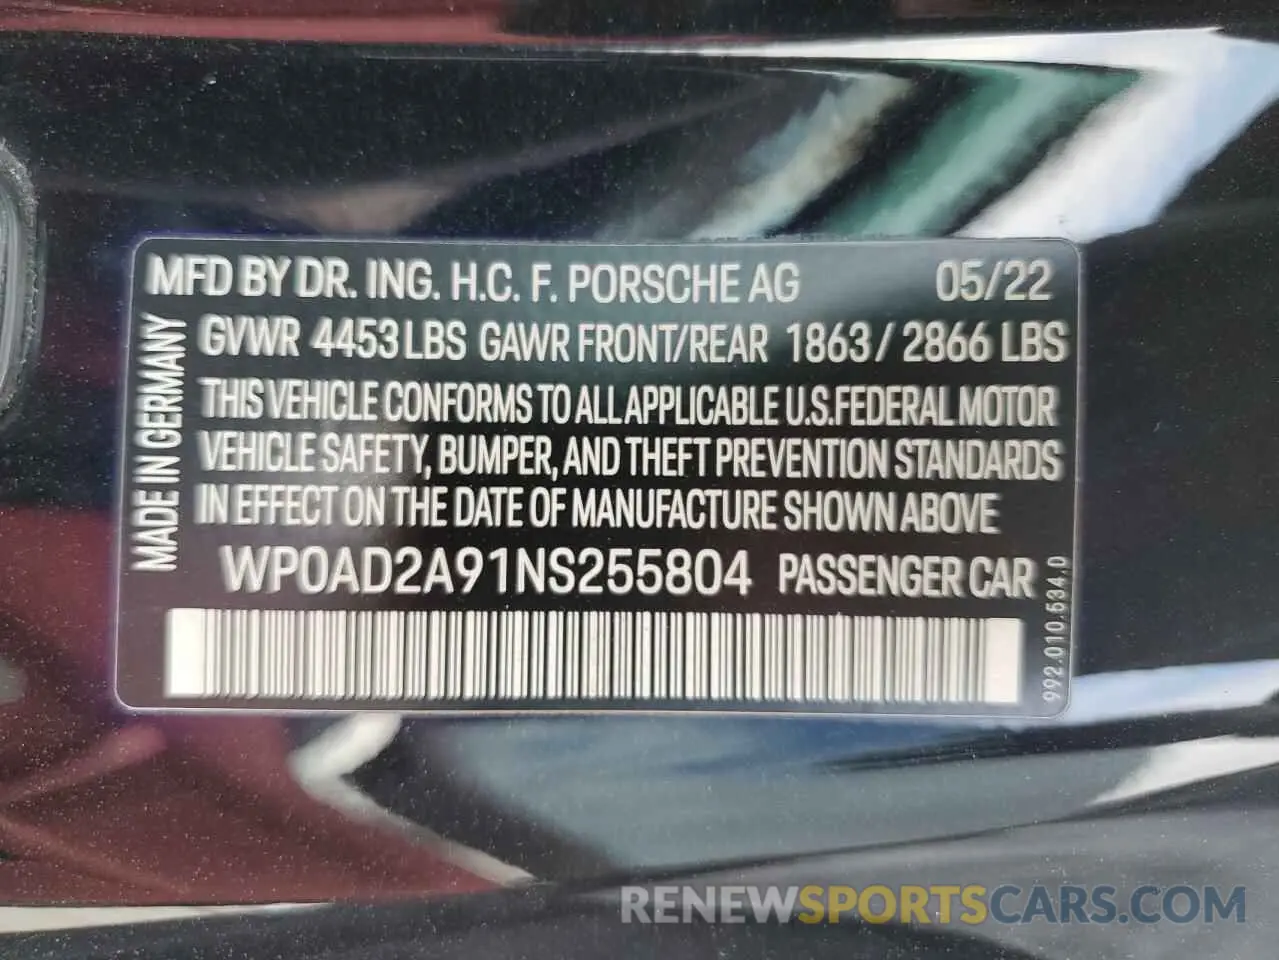 MFD BY DR. ING. H.C. F. PORSCHE AG 05/22
GVWR 4453 LBS GAWR FRONT/REAR 1863 / 2866 LBS
THIS VEHICLE CONFORMS TO ALL APPLICABLE U.S. FEDERAL MOTOR
VEHICLE SAFETY, BUMPER, AND THEFT PREVENTION STANDARDS
IN EFFECT ON THE DATE OF MANUFACTURE SHOWN ABOVE
WP0AD2A91NS255804 PASSENGER CAR
MADE IN GERMANY
992.010.534.0
RENEWSPORTSCARS.COM